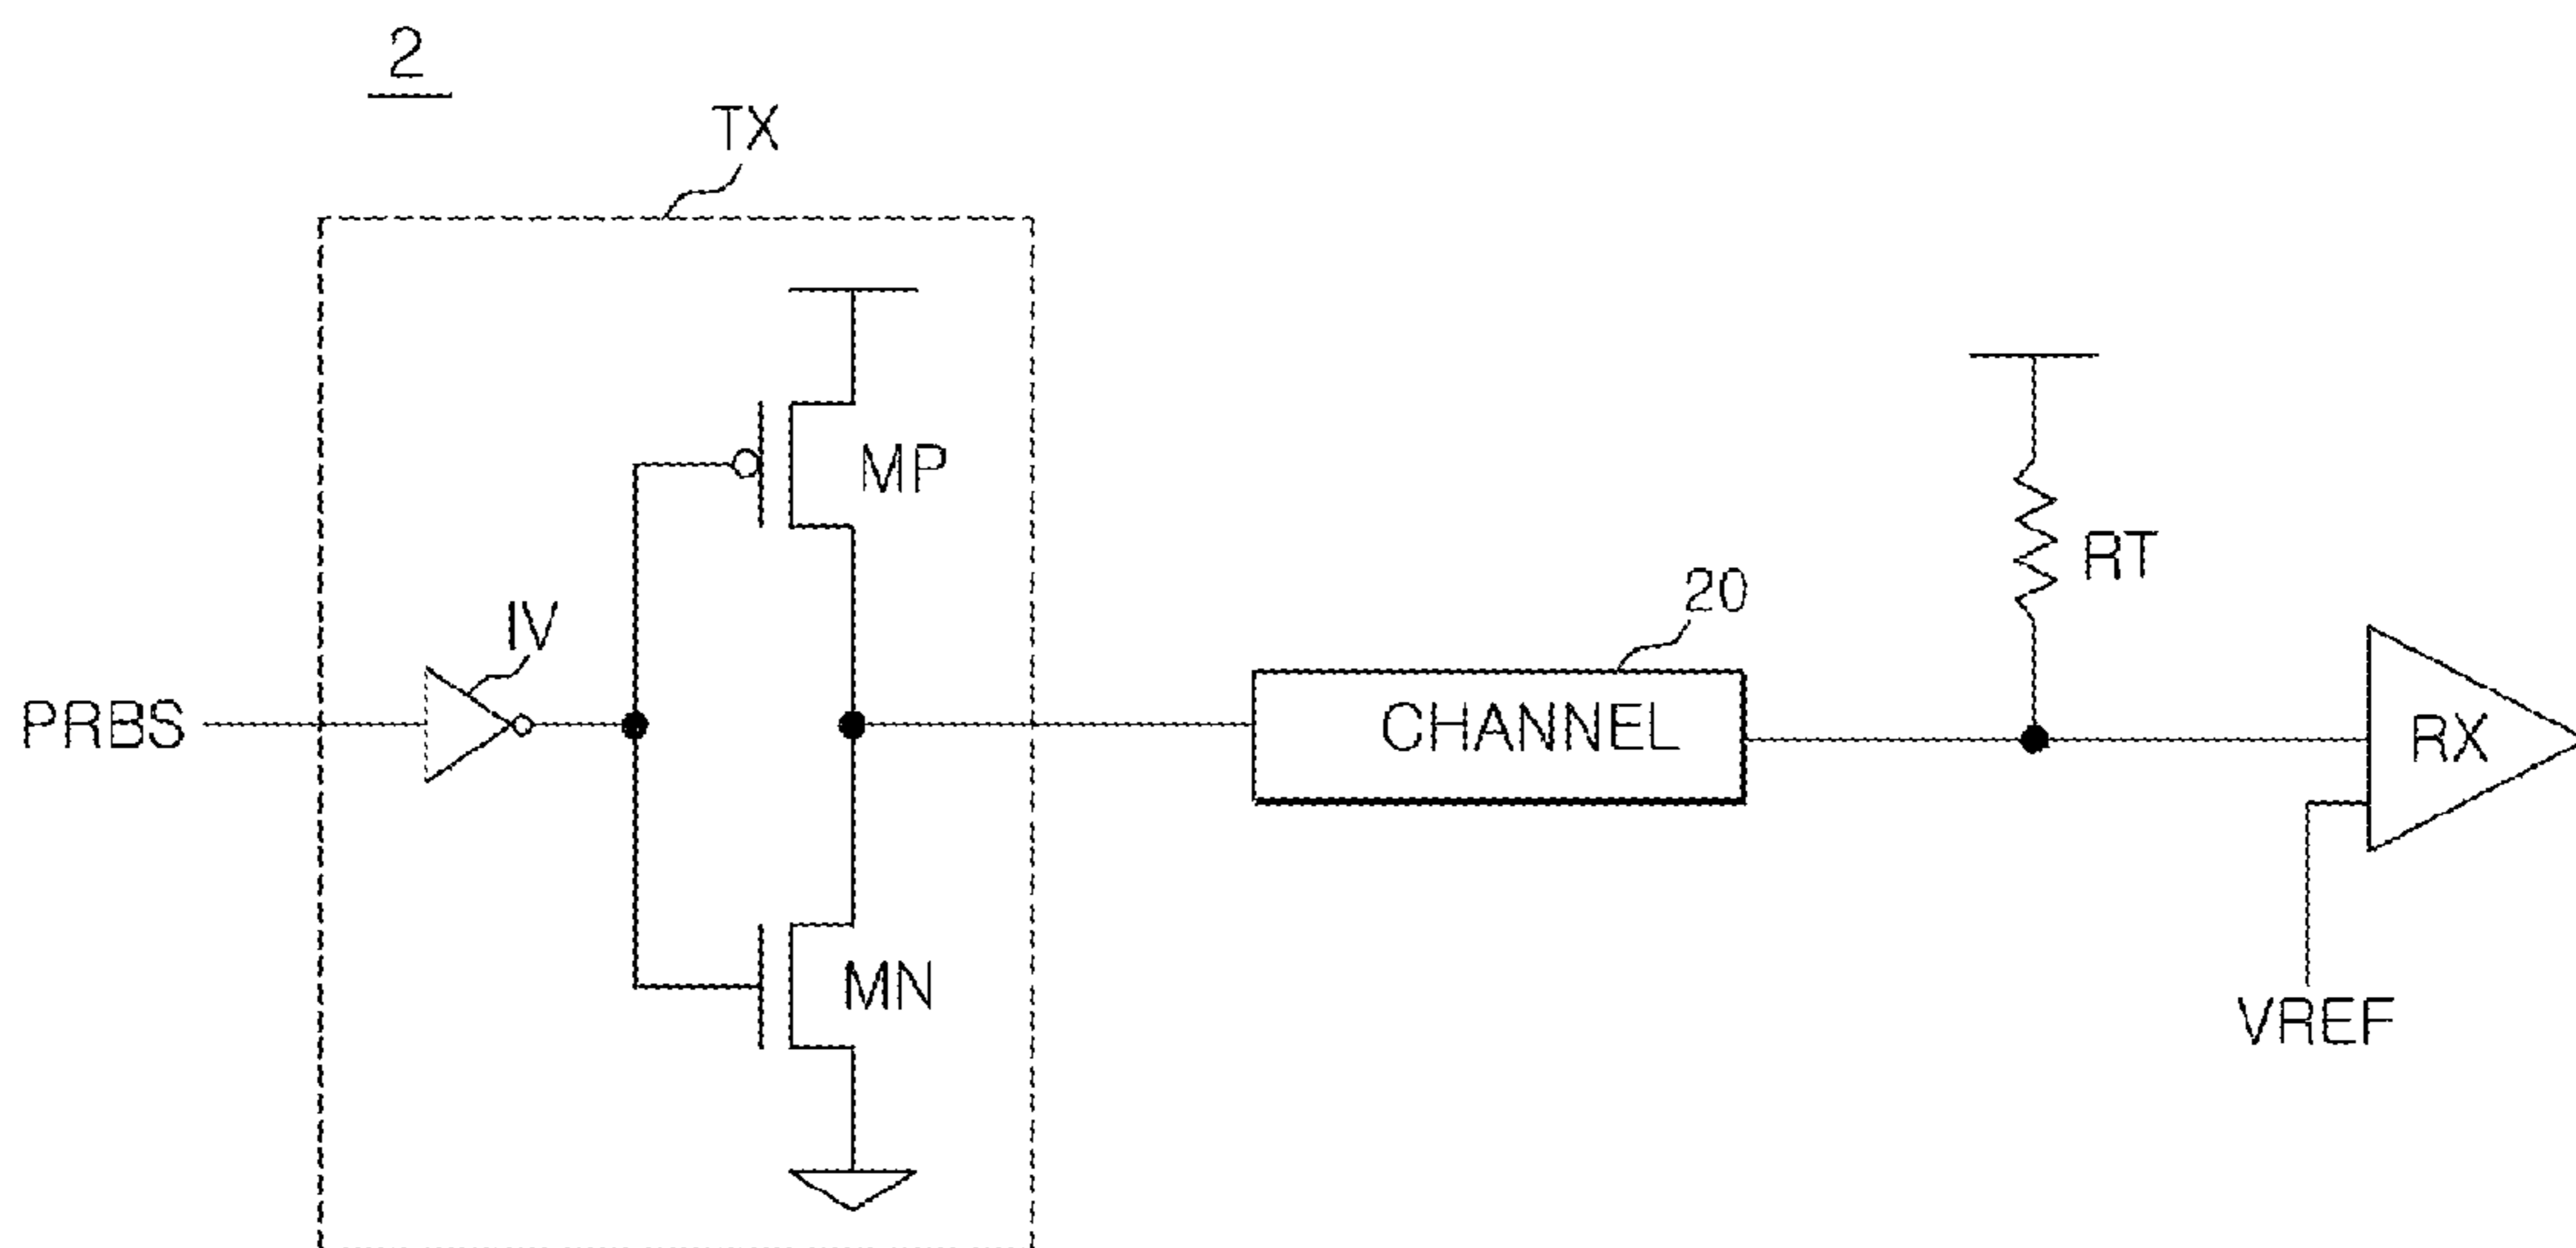 2
TX
MP
IV
PRBS
MN
20
CHANNEL
RT
RX
VREF